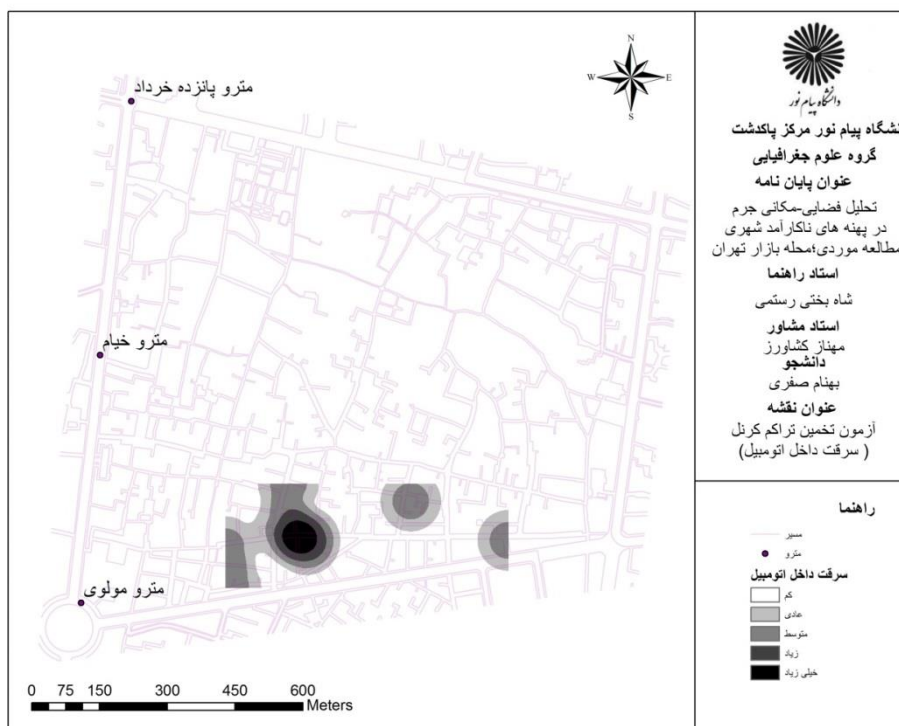 مترو پانزده خرداد
مترو خیام
مترو مولوی
N
W
E
S
0 75 150 300 450 600
Meters
دانشگاه پیام نور
نشگاه پیام نور مرکز پاکدشت
گروه علوم جغرافیایی
عنوان پایان نامه
تحلیل فضایی-مکانی جرم
در پهنه های ناکارآمد شهری
مطالعه موردی؛محله بازار تهران
استاد راهنما
شاه بختی رستمی
استاد مشاور
مهناز کشاورز
دانشجو
بهنام صفری
عنوان نقشه
آزمون تخمین تراکم کرنل
( سرقت داخل اتومبیل)
راهنما
مسیر
مترو
سرقت داخل اتومبیل
کم
عادی
متوسط
زیاد
خیلی زیاد